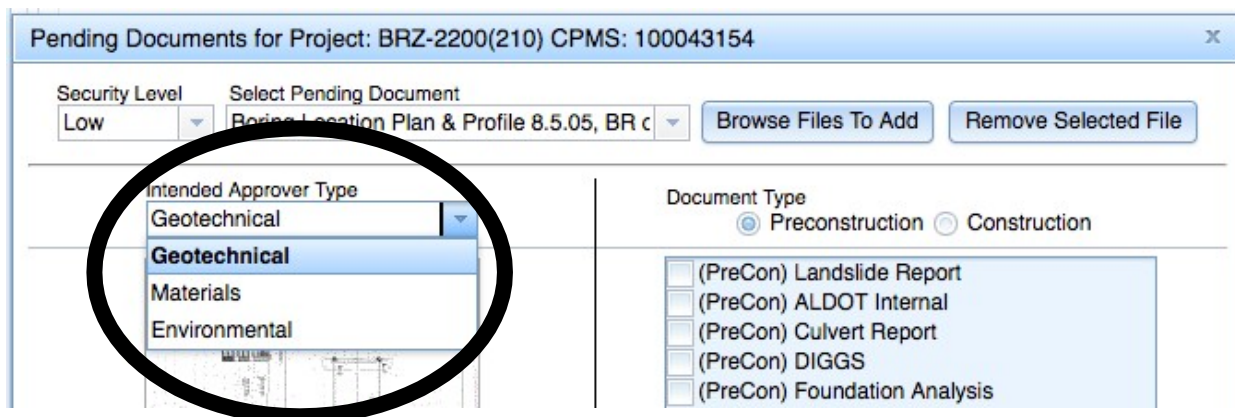 Pending Documents for Project: BRZ-2200(210) CPMS: 100043154 x
Security Level Select Pending Document
Low Boring Location Plan & Profile 8.5.05, BR c Browse Files To Add Remove Selected File
Intended Approver Type
Geotechnical
Geotechnical
Materials
Environmental
Document Type
Preconstruction Construction
(PreCon) Landslide Report
(PreCon) ALDOT Internal
(PreCon) Culvert Report
(PreCon) DIGGS
(PreCon) Foundation Analysis